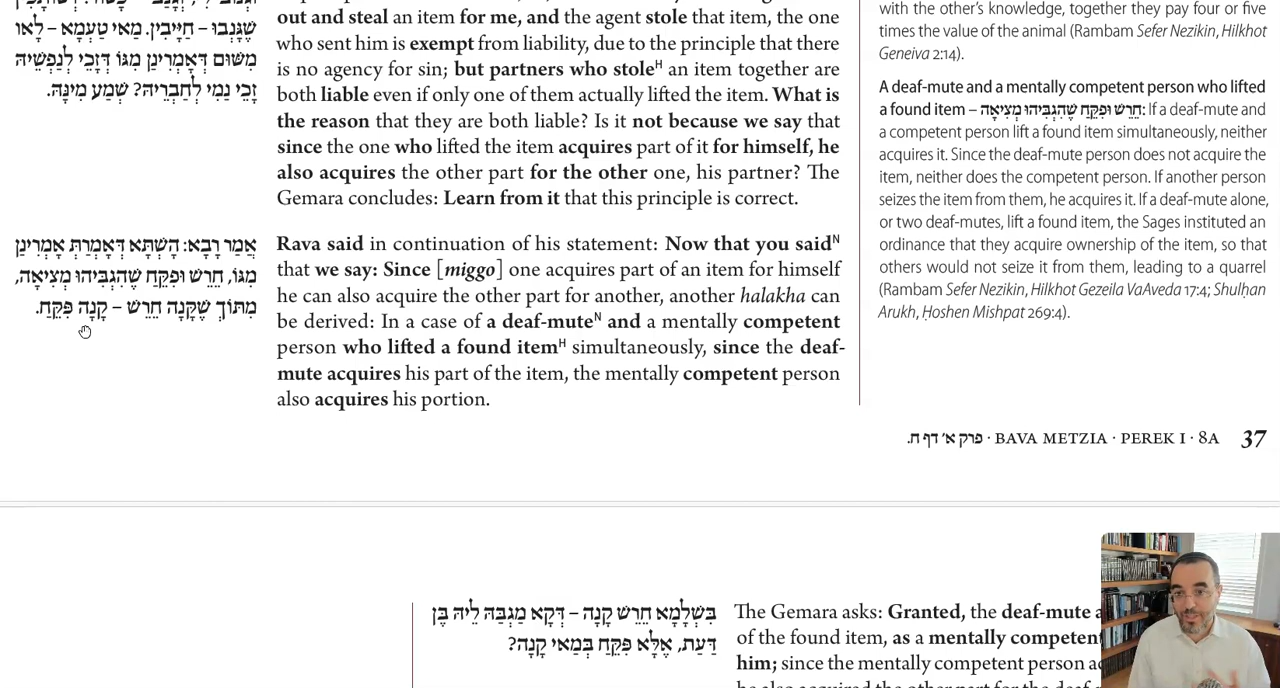 שֶׁגָּנְבוּ – חַיָּיבִין. מַאי טַעְמָא – לָאו
מִשּׁוּם דְּאָמְרִינַן מִגּוֹ דְּזָכֵי לְנַפְשֵׁיהּ
זָכֵי נַמִי לְחַבְרֵיהּ? שְׁמַע מִינָּהּ.
out and steal an item for me, and the agent stole that item, the one
who sent him is exempt from liability, due to the principle that there
is no agency for sin; but partners who stoleH an item together are
both liable even if only one of them actually lifted the item. What is
the reason that they are both liable? Is it not because we say that
since the one who lifted the item acquires part of it for himself, he
also acquires the other part for the other one, his partner? The
Gemara concludes: Learn from it that this principle is correct.
אֲמַר רָבָא: הָשְׁתָּא דְּאָמְרַתְּ אָמְרִינַן
מִגּוֹ, חֵרֵשׁ וּפִקֵּחַ שֶׁהִגְבִּיהוּ מְצִיאָה,
מִתּוֹךְ שֶׁקָּנָה חֵרֵשׁ – קָנָה פִּקֵּחַ.
Rava said in continuation of his statement: Now that you saidN
that we say: Since [miggo] one acquires part of an item for himself
he can also acquire the other part for another, another halakha can
be derived: In a case of a deaf-muteN and a mentally competent
person who lifted a found itemH simultaneously, since the deaf-
mute acquires his part of the item, the mentally competent person
also acquires his portion.
with the other's knowledge, together they pay four or five
times the value of the animal (Rambam Sefer Nezikin, Hilkhot
Geneiva 2:14).
A deaf-mute and a mentally competent person who lifted
a found item – חֵרֵשׁ וּפִקֵּחַ שֶׁהִגְבִּיהוּ מְצִיאָה: If a deaf-mute and
a competent person lift a found item simultaneously, neither
acquires it. Since the deaf-mute person does not acquire the
item, neither does the competent person. If another person
seizes the item from them, he acquires it. If a deaf-mute alone,
or two deaf-mutes, lift a found item, the Sages instituted an
ordinance that they acquire ownership of the item, so that
others would not seize it from them, leading to a quarrel
(Rambam Sefer Nezikin, Hilkhot Gezeila VaAveda 17:4; Shulḥan
Arukh, Ḥoshen Mishpat 269:4).
פרק א׳ דף ח. · BAVA METZIA · PEREK I · 8A 37
בִּשְׁלָמָא חֵרֵשׁ קָנָה – דְּקָא מַגְבַּהּ לֵיהּ בֶּן
דַּעַת, אֶלָּא פִּקֵּחַ בְּמַאי קָנָה?
The Gemara asks: Granted, the deaf-mute
of the found item, as a mentally competent
him; since the mentally competent person